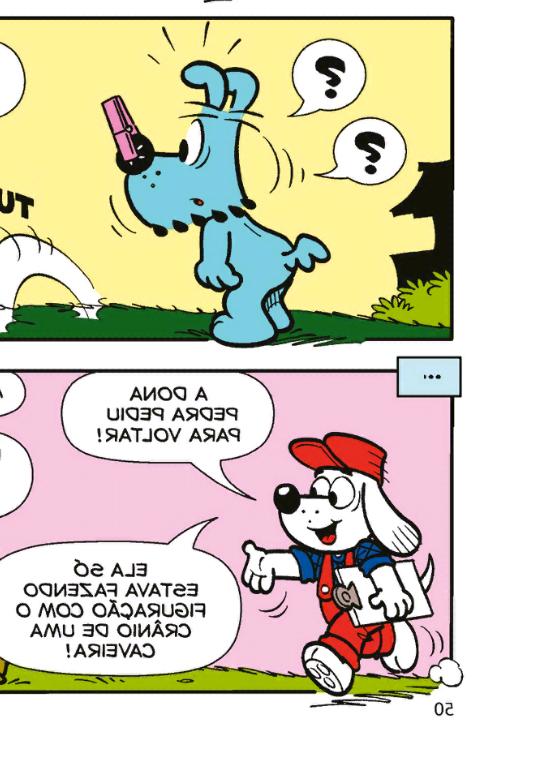 ?
?
TU
...
A DONA
PEDRA PEDIU
PARA VOLTAR!
ELA SÓ
ESTAVA FAZENDO
FIGURAÇÃO COM O
CRÂNIO DE UMA
CAVEIRA!
50